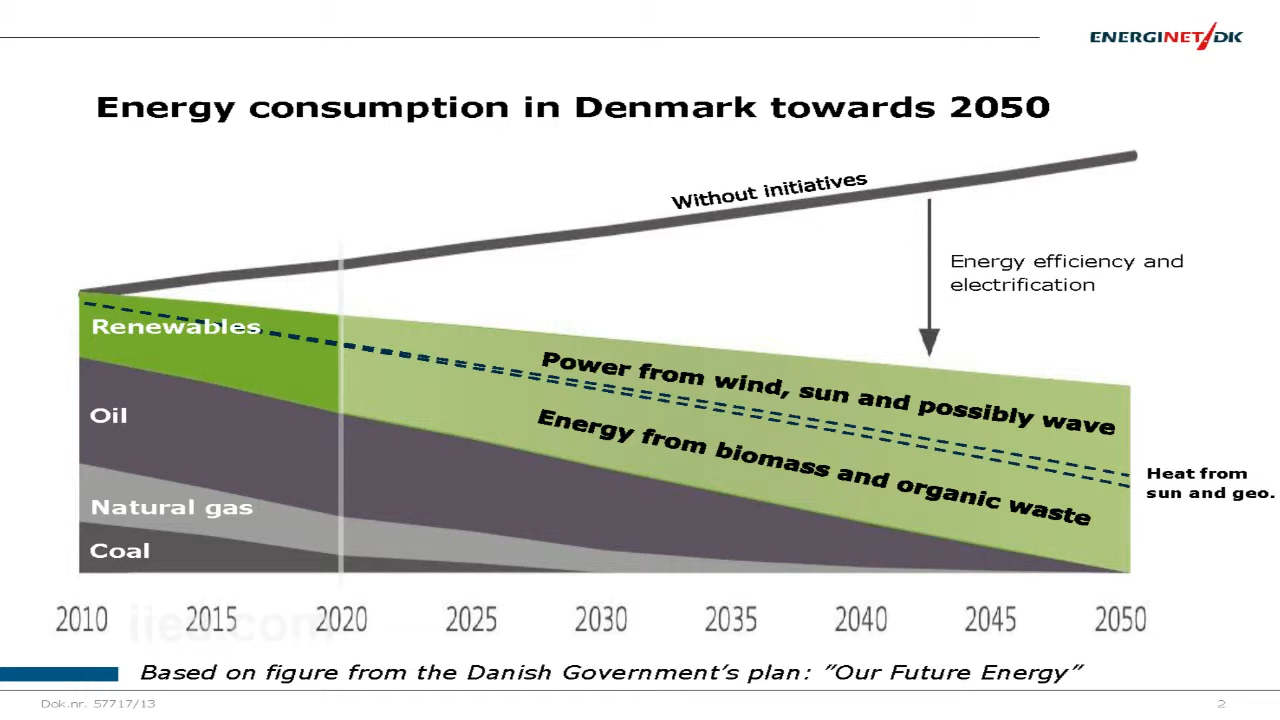 ENERGINET/DK
Energy consumption in Denmark towards 2050
Without initiatives
Energy efficiency and
electrification
Renewables
Power from wind, sun and possibly wave
Oil
Energy from biomass and organic waste
Heat from
sun and geo.
Natural gas
Coal
2010 2015 2020 2025 2030 2035 2040 2045 2050
iied.com
Based on figure from the Danish Government's plan: "Our Future Energy"
Dok.nr. 57717/13
2